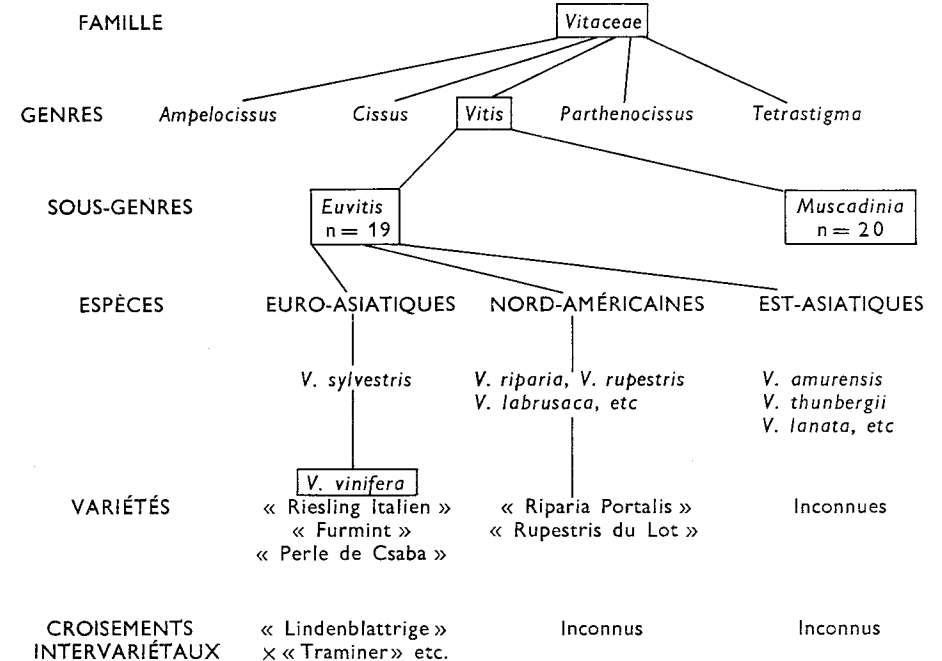 FAMILLE Vitaceae
GENRES Ampelocissus Cissus Vitis Parthenocissus Tetrastigma
SOUS-GENRES Euvitis Muscadinia
n = 19 n = 20
ESPÈCES EURO-ASIATIQUES NORD-AMÉRICAINES EST-ASIATIQUES
V. sylvestris V. riparia, V. rupestris V. amurensis
V. labrusaca, etc V. thunbergii
V. lanata, etc
V. vinifera
VARIÉTÉS « Riesling Italien » « Riparia Portalis » Inconnues
« Furmint » « Rupestris du Lot »
« Perle de Csaba »
CROISEMENTS « Lindenblattrige » Inconnus Inconnus
INTERVARIÉTAUX × « Traminer » etc.